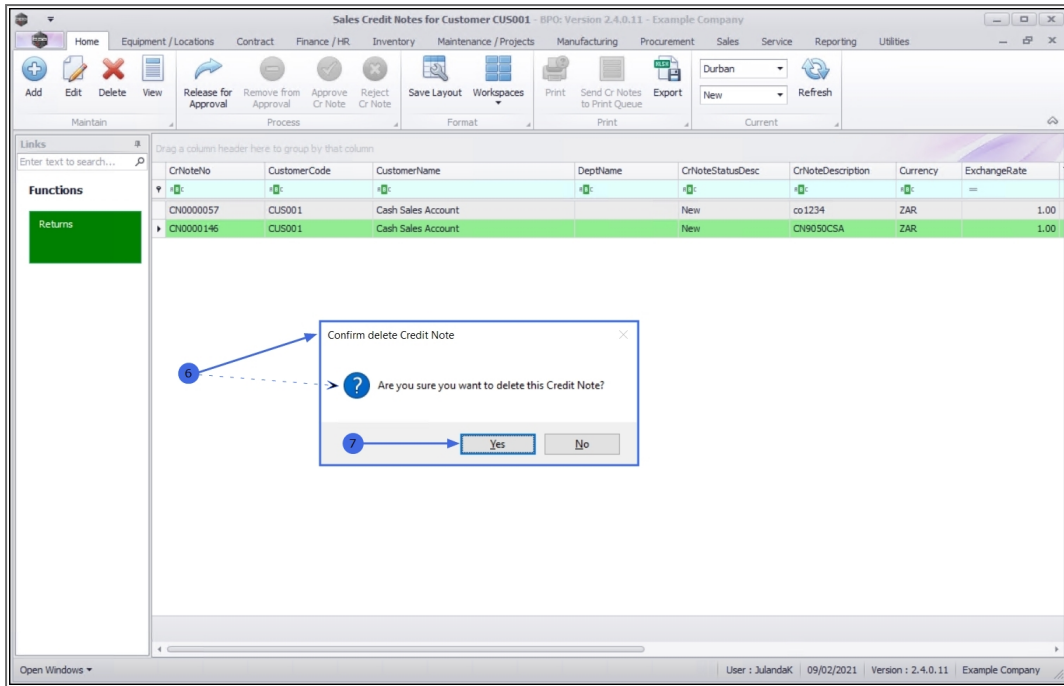 Sales Credit Notes for Customer CUS001 - BPO: Version 2.4.0.11 - Example Company
Home Equipment / Locations Contract Finance / HR Inventory Maintenance / Projects Manufacturing Procurement Sales Service Reporting Utilities
Add Edit Delete View Release for Approval Remove from Approval Approve Cr Note Reject Cr Note Save Layout Workspaces Print Send Cr Notes to Print Queue Export Durban New Refresh
Maintain Process Format Print Current
Links
Enter text to search...
Functions
Returns
Drag a column header here to group by that column
CrNoteNo CustomerCode CustomerName DeptName CrNoteStatusDesc CrNoteDescription Currency ExchangeRate
=
CN0000057 CUS001 Cash Sales Account New co1234 ZAR 1.00
CN0000146 CUS001 Cash Sales Account New CN9050CSA ZAR 1.00
Confirm delete Credit Note
6
Are you sure you want to delete this Credit Note?
7
Yes No
Open Windows User : JulandaK 09/02/2021 Version : 2.4.0.11 Example Company